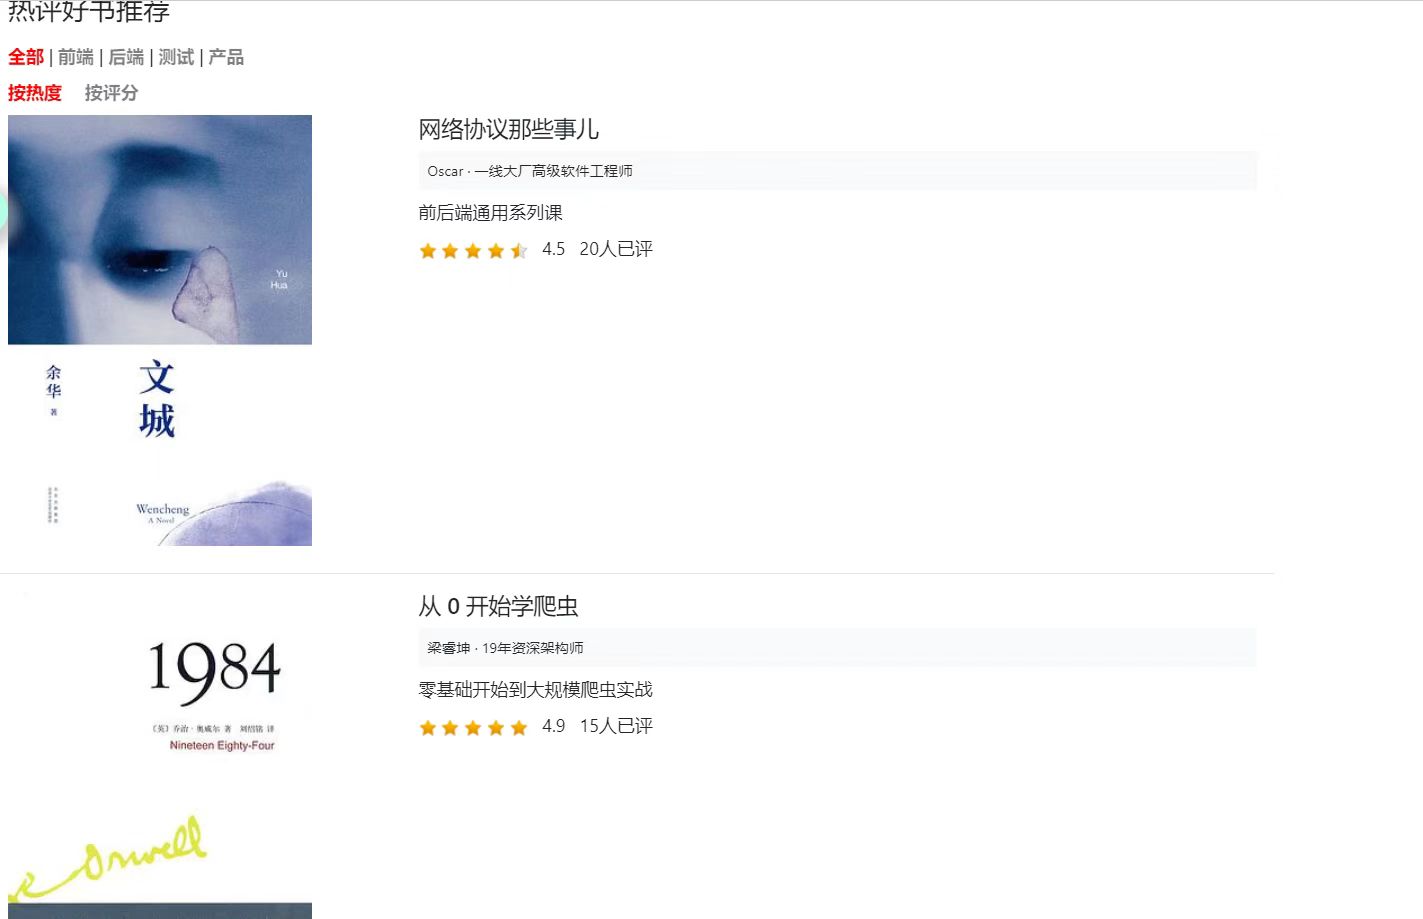 热评好书推荐
全部 | 前端 | 后端 | 测试 | 产品
按热度 按评分
网络协议那些事儿
Oscar · 一线大厂高级软件工程师
前后端通用系列课
4.5 20人已评
Yu
Hua
余华 著
文城
Wencheng
A Novel
从 0 开始学爬虫
梁睿坤 · 19年资深架构师
零基础开始到大规模爬虫实战
4.9 15人已评
1984
〔英〕乔治·奥威尔 著 刘绍铭 译
Nineteen Eighty-Four
Orwell